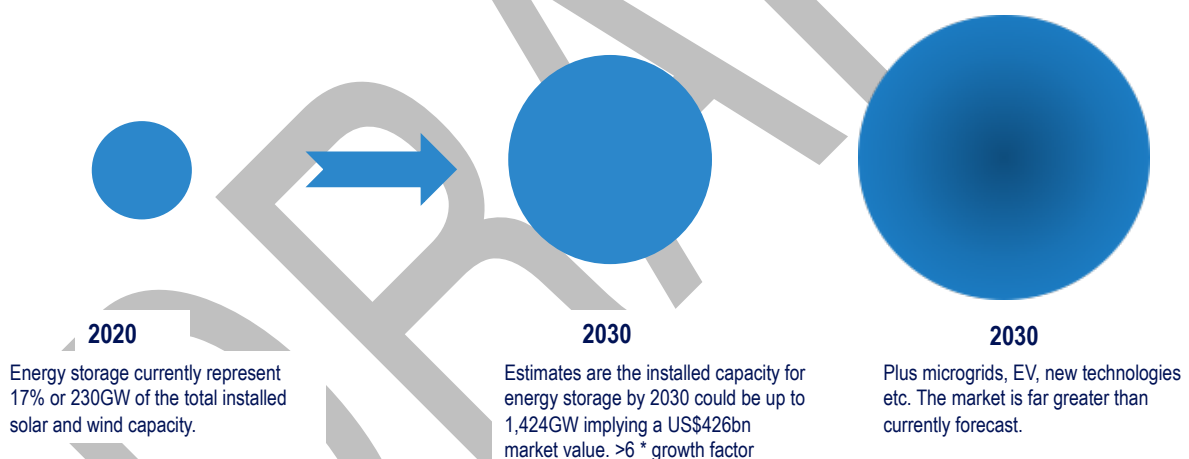 2020
Energy storage currently represent
17% or 230GW of the total installed
solar and wind capacity.
2030
Estimates are the installed capacity for
energy storage by 2030 could be up to
1,424GW implying a US$426bn
market value. >6 * growth factor
2030
Plus microgrids, EV, new technologies
etc. The market is far greater than
currently forecast.